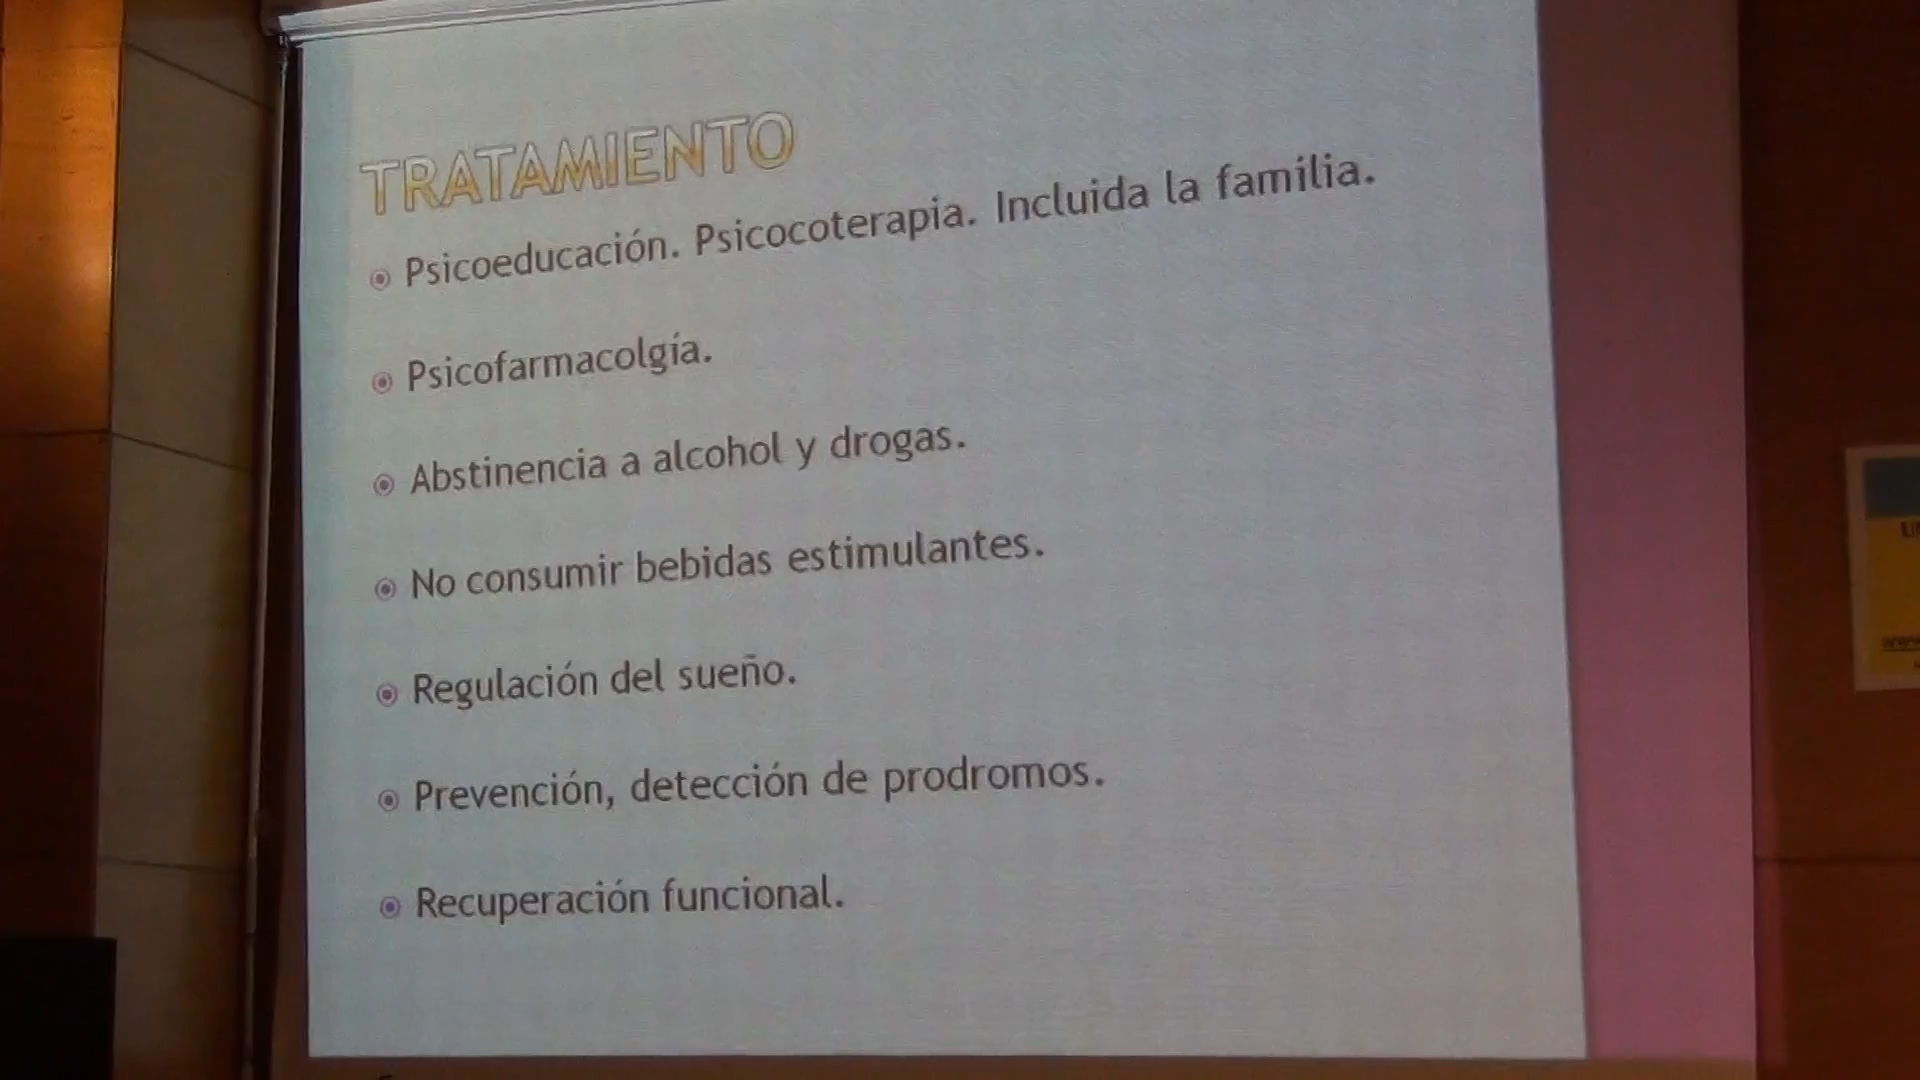 TRATAMIENTO
Psicoeducación. Psicocoterapia. Incluida la familia.
Psicofarmacolgía.
Abstinencia a alcohol y drogas.
No consumir bebidas estimulantes.
Regulación del sueño.
Prevención, detección de prodromos.
Recuperación funcional.